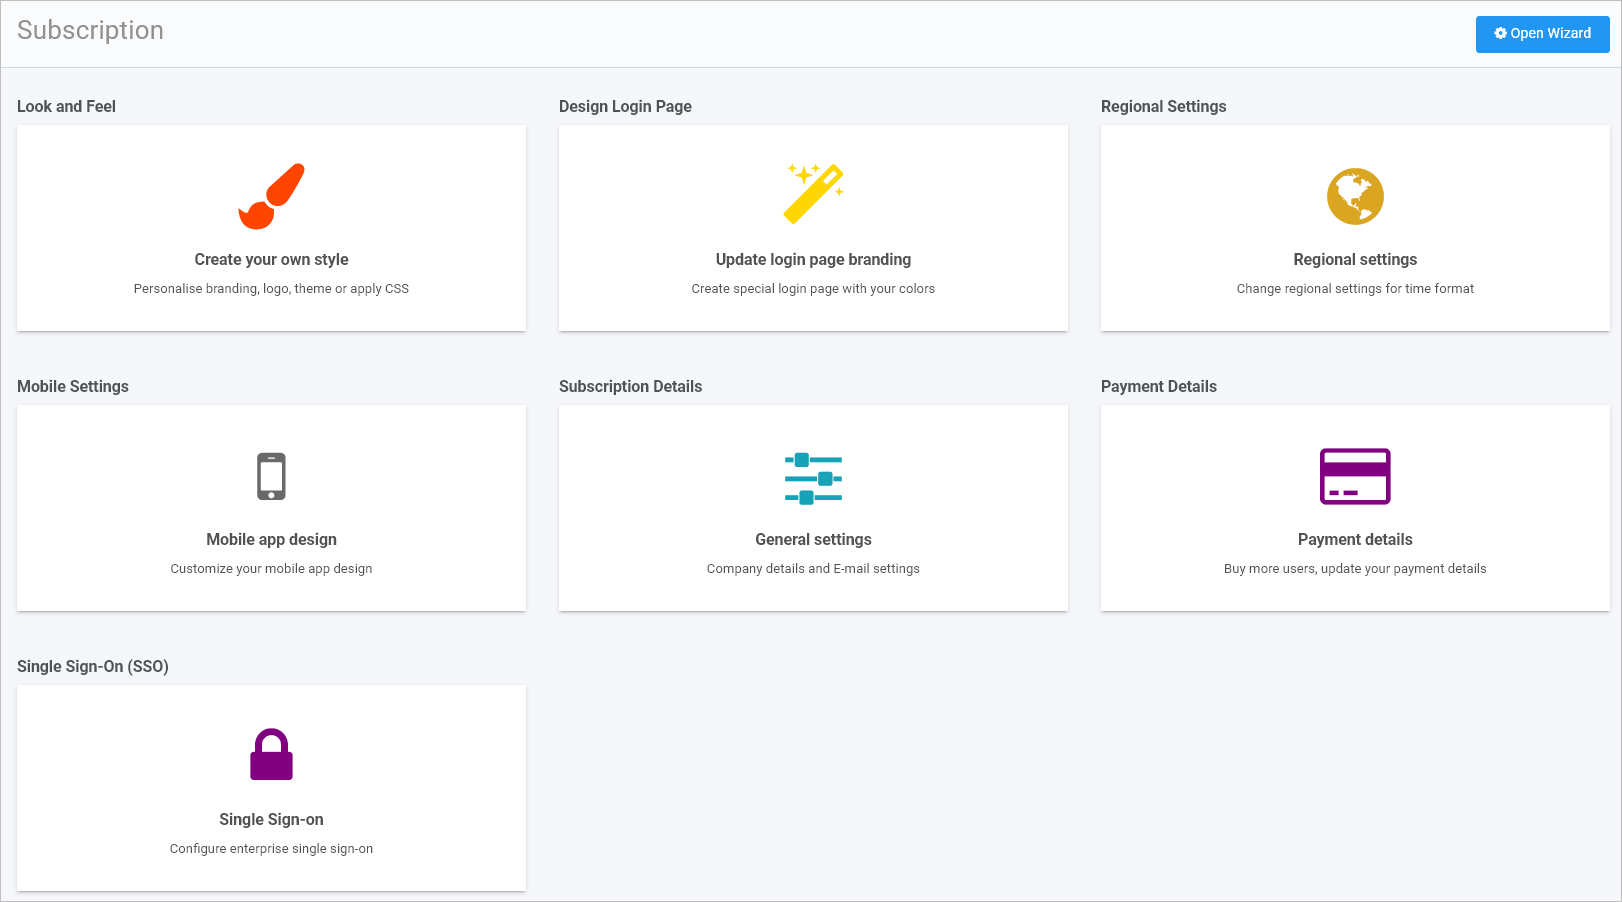 Subscription
Open Wizard
Look and Feel
Create your own style
Personalise branding, logo, theme or apply CSS
Design Login Page
Update login page branding
Create special login page with your colors
Regional Settings
Regional settings
Change regional settings for time format
Mobile Settings
Mobile app design
Customize your mobile app design
Subscription Details
General settings
Company details and E-mail settings
Payment Details
Payment details
Buy more users, update your payment details
Single Sign-On (SSO)
Single Sign-on
Configure enterprise single sign-on